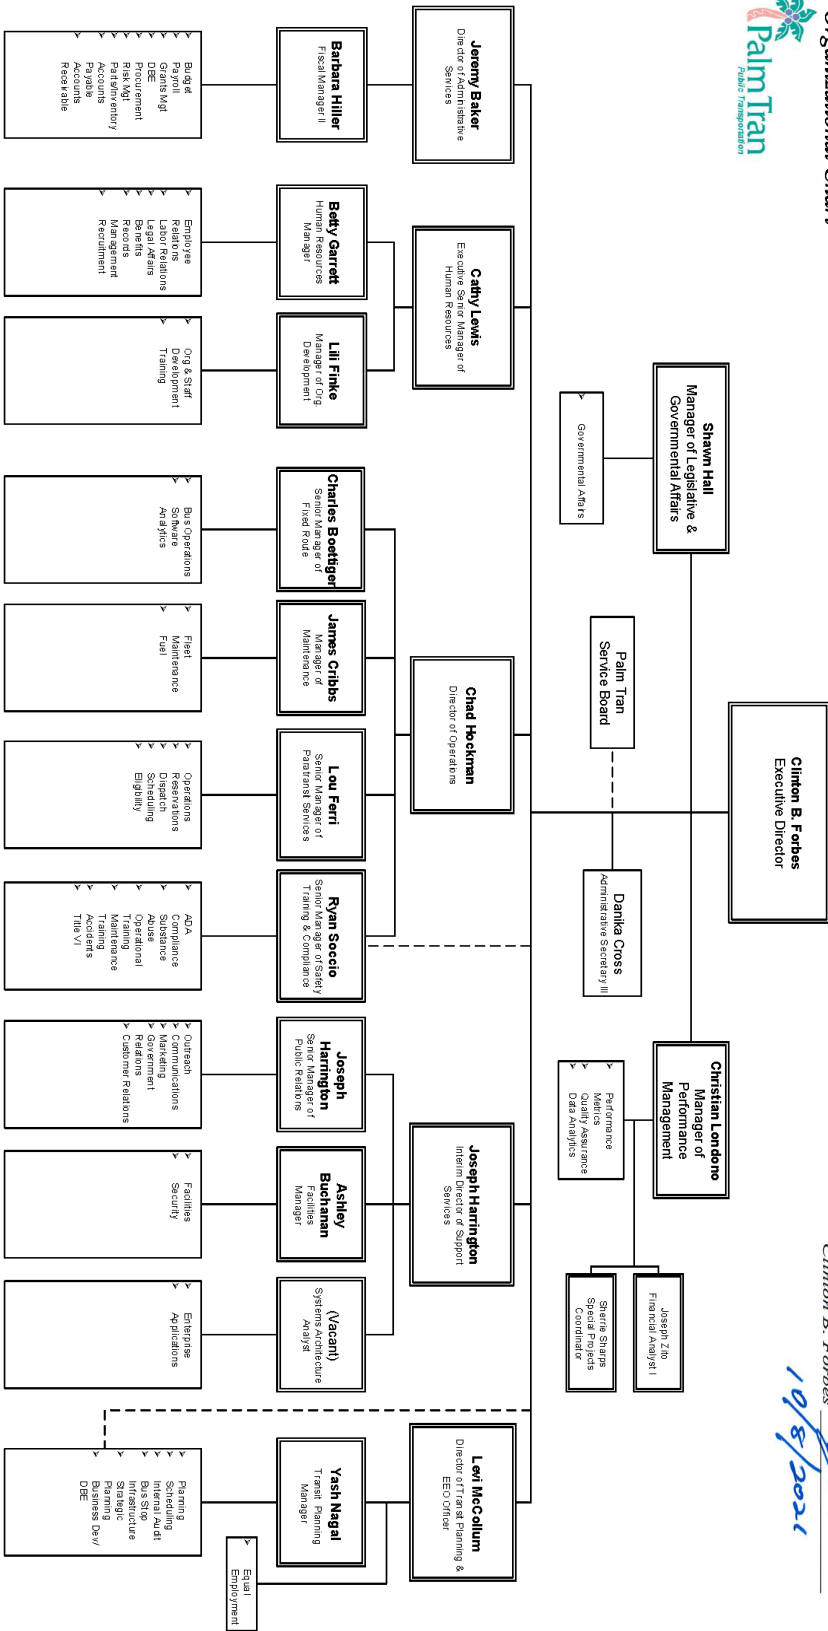 Organizational Chart
Palm Tran
Public Transportation
Clinton B. Forbes
10/8/2021
Clinton B. Forbes
Executive Director
Shawn Hall
Manager of Legislative &
Governmental Affairs
Governmental Affairs
Christian Londono
Manager of
Performance
Management
Performance
Metrics
Quality Assurance
Data Analytics
Joseph Zito
Financial Analyst I
Sherrie Sharps
Special Projects
Coordinator
Palm Tran
Service Board
Danika Cross
Administrative Secretary III
Jeremy Baker
Director of Administrative
Services
Cathy Lewis
Executive Senior Manager of
Human Resources
Chad Hockman
Director of Operations
Joseph Harrington
Interim Director of Support
Services
Levi McCollum
Director of Transit Planning &
EEO Officer
Barbara Hiller
Fiscal Manager II
Betty Garrett
Human Resources
Manager
Lili Finke
Manager of Org.
Development
Charles Boettiger
Senior Manager of
Fixed Route
James Cribbs
Manager of
Maintenance
Lou Ferri
Senior Manager of
Paratransit Services
Ryan Soccio
Senior Manager of Safety
Training & Compliance
Joseph
Harrington
Senior Manager of
Public Relations
Ashley
Buchanan
Facilities
Manager
(Vacant)
Systems Architecture
Analyst
Yash Nagal
Transit Planning
Manager
Equal
Employment
Budget
Payroll
Grants Mgt
DBE
Procurement
Risk Mgt
Parts/Inventory
Accounts
Payable
Accounts
Receivable
Employee
Relations
Labor Relations
Legal Affairs
Benefits
Records
Management
Recruitment
Org & Staff
Development
Training
Bus Operations
Software
Analytics
Fleet
Maintenance
Fuel
Operations
Reservations
Dispatch
Scheduling
Eligibility
ADA
Compliance
Substance
Abuse
Operational
Training
Maintenance
Training
Accidents
Title VI
Outreach
Communications
Marketing
Government
Relations
Customer Relations
Facilities
Security
Enterprise
Applications
Planning
Scheduling
Internal Audit
Bus Stop
Infrastructure
Strategic
Planning
Business Dev/
DBE